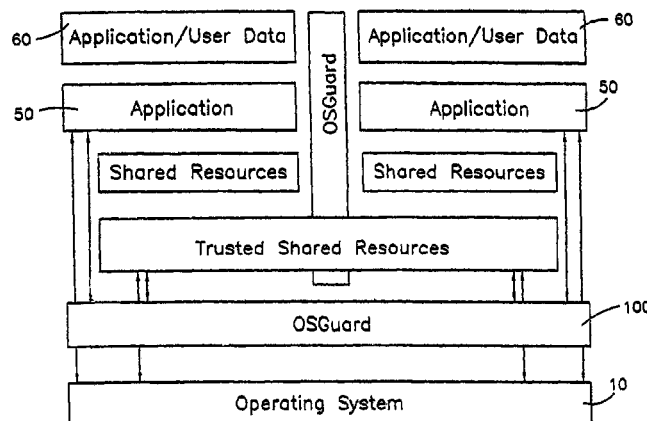 60 Application/User Data Application/User Data 60
50 Application Application 50
OSGuard
Shared Resources Shared Resources
Trusted Shared Resources
100
OSGuard
10
Operating System